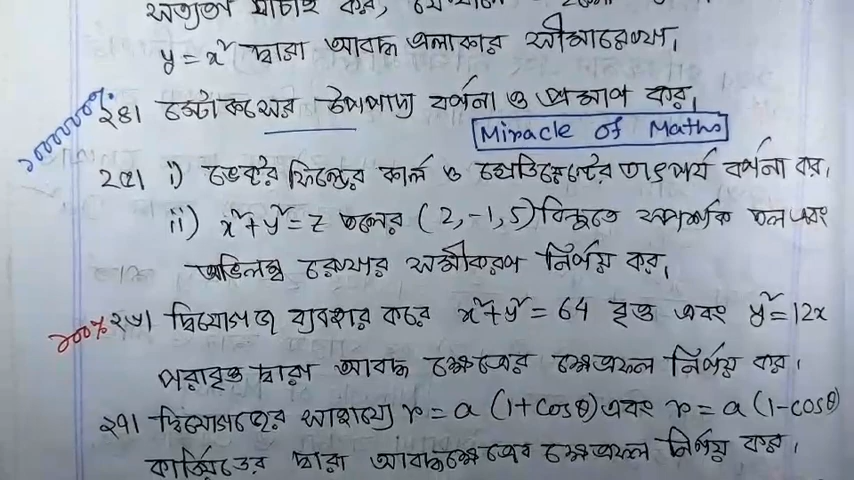 সত্যতা যাচাই কর,
y = x² দ্বারা আবদ্ধ এলাকার সীমারেখা।
১০০০০০০%
২৪। স্টোকসের উপপাদ্য বর্ণনা ও প্রমাণ কর।
Miracle of Maths
২৫। i) ভেক্টর ফিল্ডের কার্ল ও গ্রেডিয়েন্টের তাৎপর্য বর্ণনা কর।
ii) x²+y² = z তলের (2, -1, 5) বিন্দুতে স্পর্শক তল এবং
অভিলম্ব রেখার সমীকরণ নির্ণয় কর।
১০০% ২৬। দ্বিযোগজ ব্যবহার করে x²+y² = 64 বৃত্ত এবং y² = 12x
পরাবৃত্ত দ্বারা আবদ্ধ ক্ষেত্রের ক্ষেত্রফল নির্ণয় কর।
২৭। দ্বিযোগজের সাহায্যে r = a (1+cosθ) এবং r = a (1-cosθ)
কার্ডিয়ডের দ্বারা আবদ্ধক্ষেত্রের ক্ষেত্রফল নির্ণয় কর।